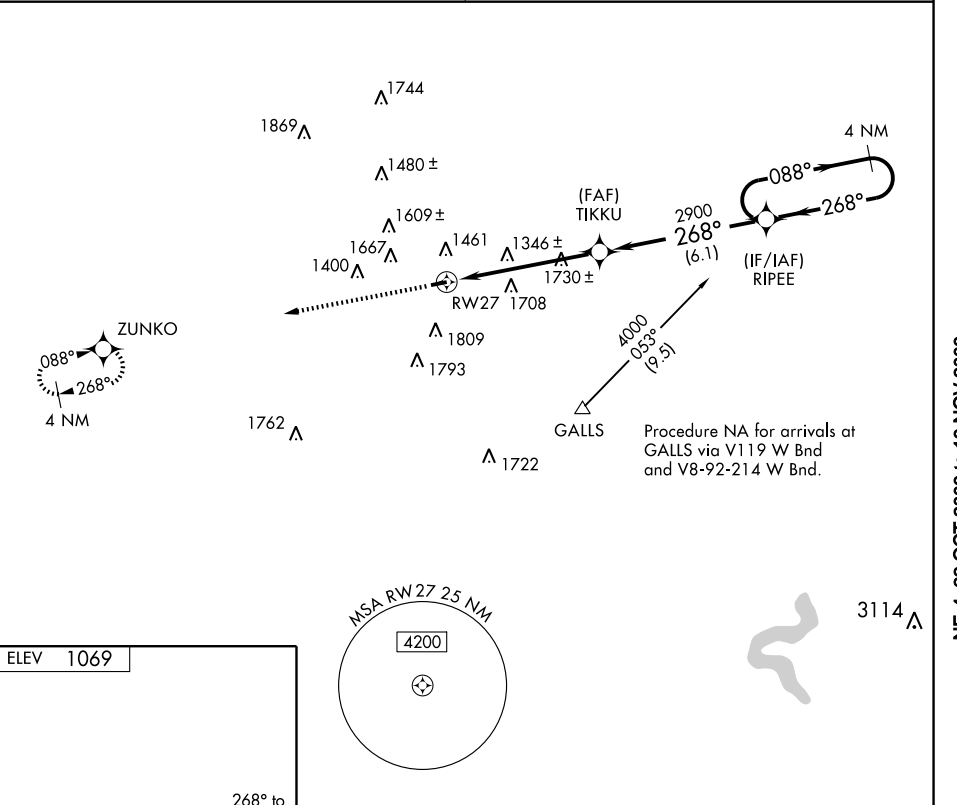 1744
1869
1480 ±
1609 ±
1667
1400
1461
1346 ±
1730 ±
RW27
1708
1809
1793
1762
1722
(FAF)
TIKKU
2900
268°
(6.1)
4 NM
088°
268°
(IF/IAF)
RIPEE
ZUNKO
088°
268°
4 NM
4000
053°
(9.5)
GALLS
Procedure NA for arrivals at
GALLS via V119 W Bnd
and V8-92-214 W Bnd.
MSA RW27 25 NM
4200
3114
ELEV 1069
268° to